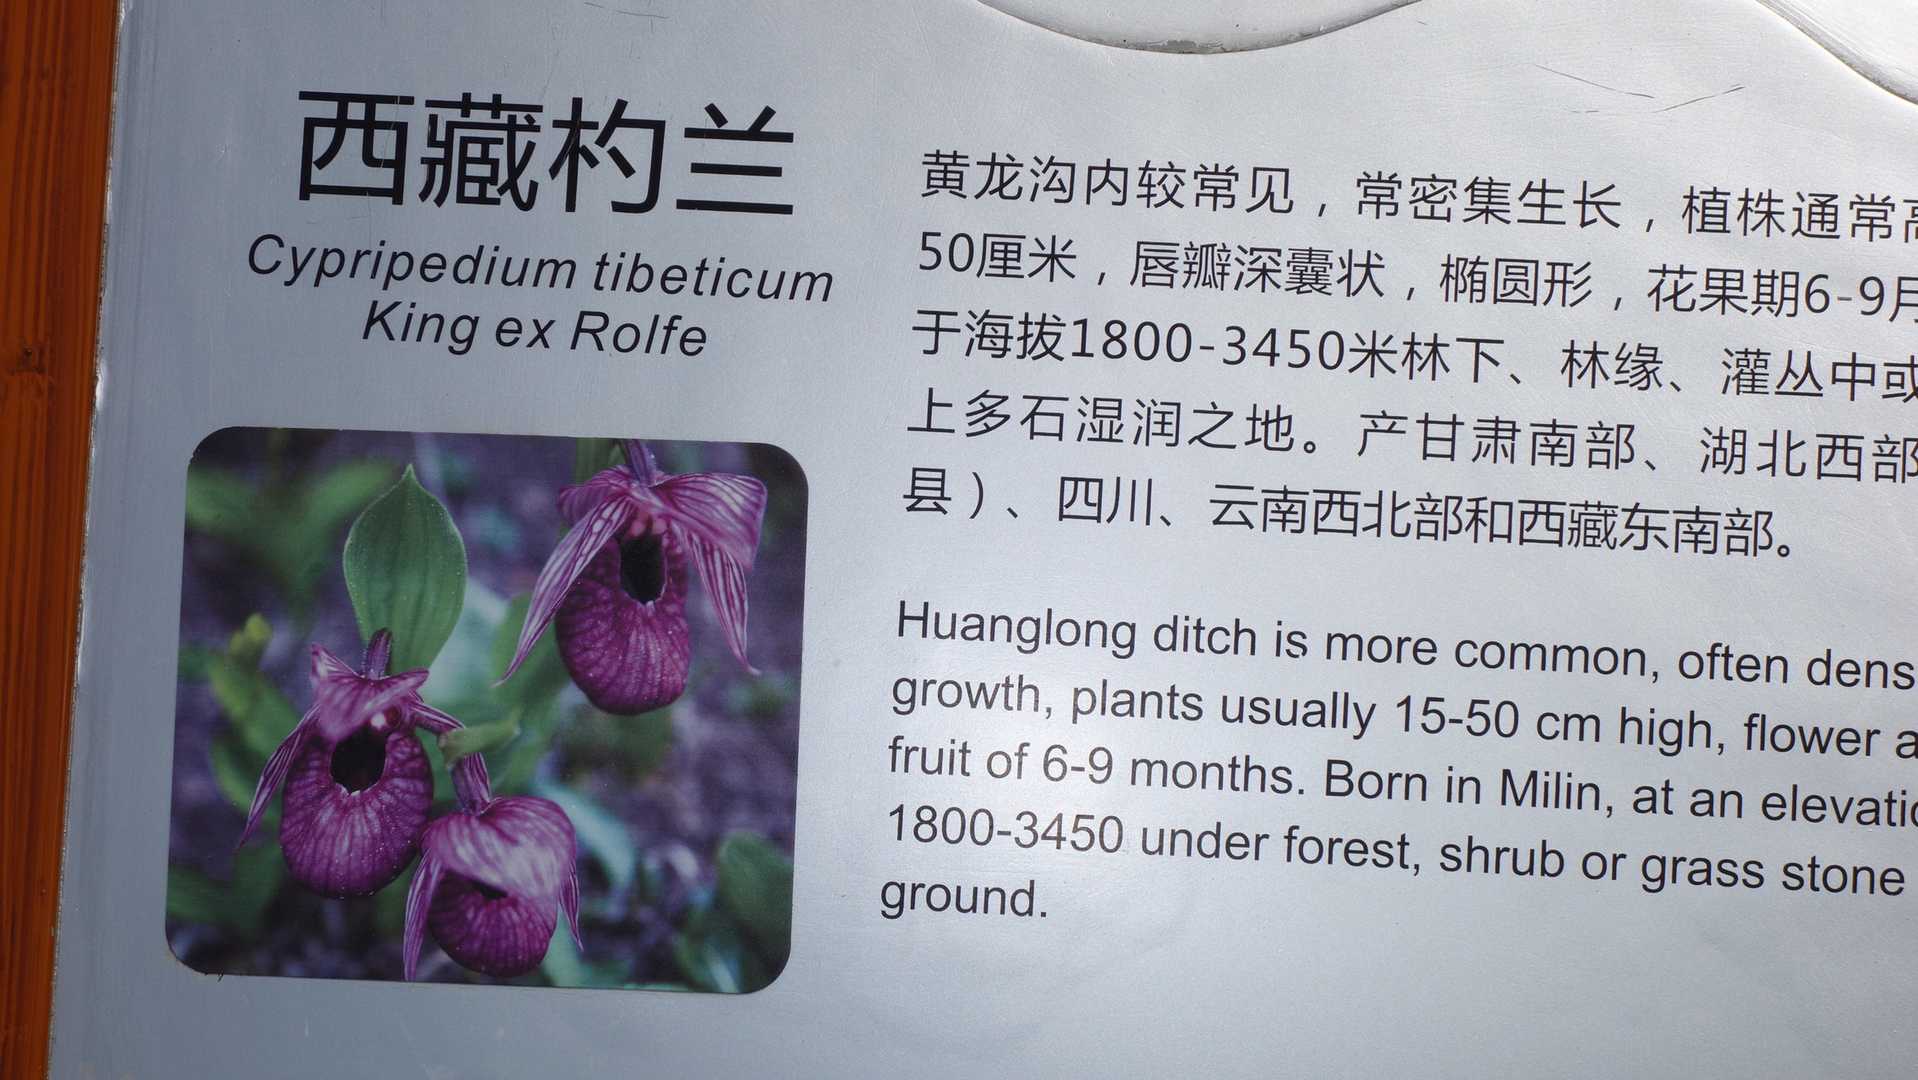 西藏杓兰
Cypripedium tibeticum
King ex Rolfe
黄龙沟内较常见，常密集生长，植株通常高
50厘米，唇瓣深囊状，椭圆形，花果期6-9月
于海拔1800-3450米林下、林缘、灌丛中或
上多石湿润之地。产甘肃南部、湖北西部
县）、四川、云南西北部和西藏东南部。
Huanglong ditch is more common, often dens
growth, plants usually 15-50 cm high, flower a
fruit of 6-9 months. Born in Milin, at an elevatio
1800-3450 under forest, shrub or grass stone
ground.